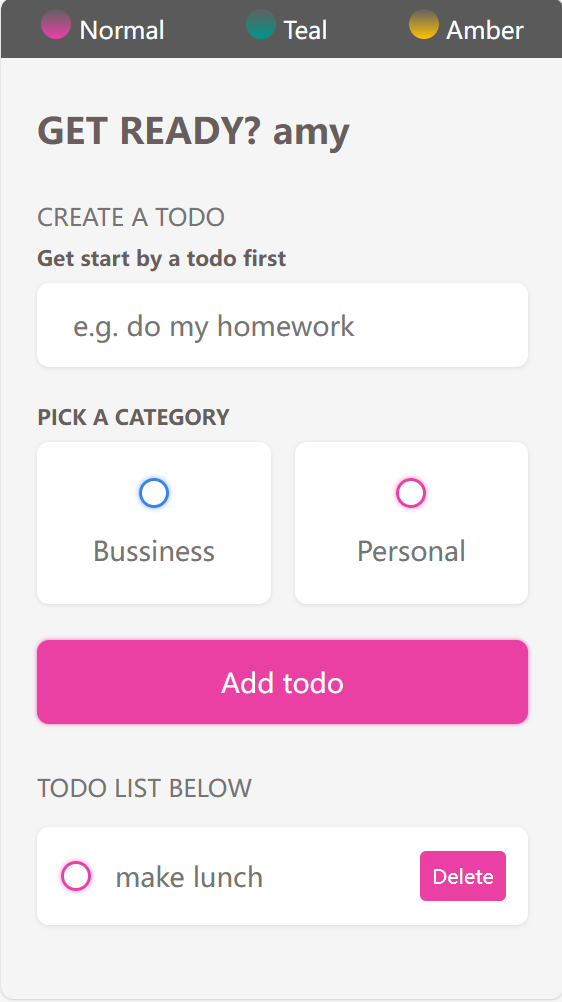 Normal Teal Amber
GET READY? amy
CREATE A TODO
Get start by a todo first
e.g. do my homework
PICK A CATEGORY
Bussiness Personal
Add todo
TODO LIST BELOW
make lunch Delete